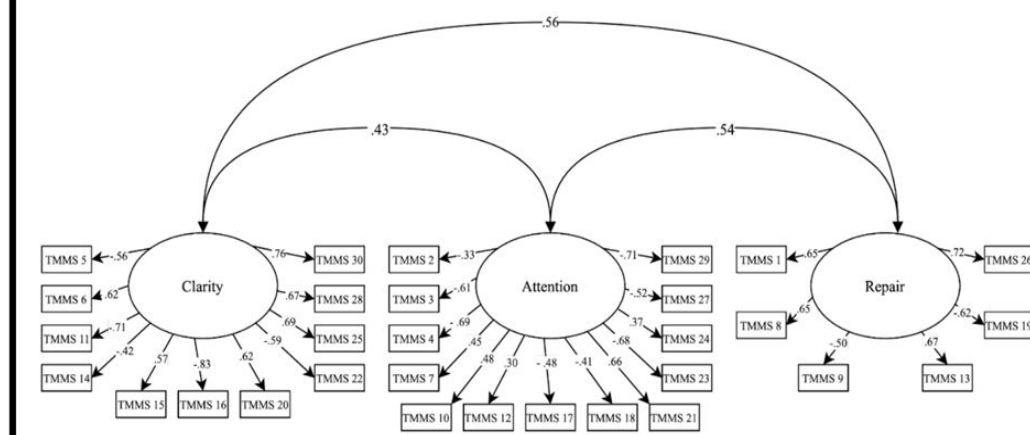 .56
.43
.54
TMMS 5 -.56 .76 TMMS 30
TMMS 2 -.33 -.71 TMMS 29
TMMS 1 .65 .72 TMMS 26
Clarity
Attention
Repair
TMMS 6 .62 .67 TMMS 28
TMMS 3 -.61 -.52 TMMS 27
TMMS 8 .65 -.62 TMMS 19
TMMS 11 -.71 .69 TMMS 25
TMMS 4 .69 .37 TMMS 24
TMMS 14 -.42 .57 -.83 .62 -.59 TMMS 22
TMMS 7 .45 -.68 TMMS 23
.48 .30 -.48 -.41 .66
-.50 .67
TMMS 9 TMMS 13
TMMS 15 TMMS 16 TMMS 20
TMMS 10 TMMS 12 TMMS 17 TMMS 18 TMMS 21